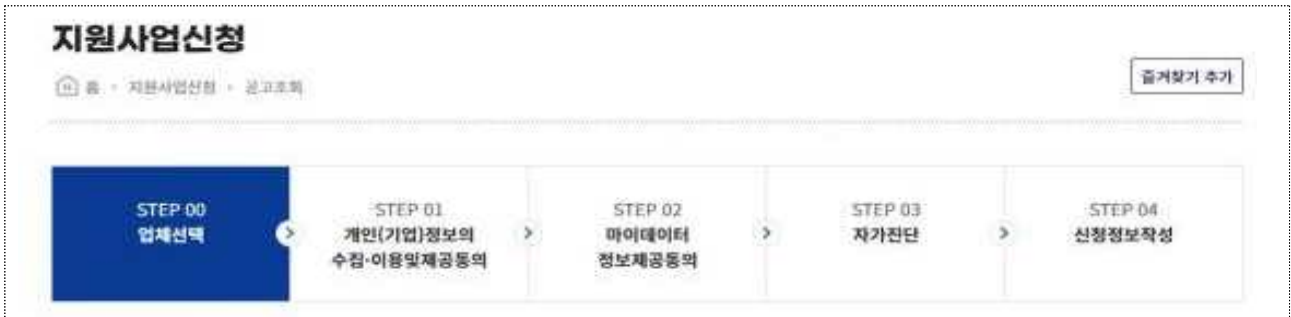 지원사업신청
홈 · 지원사업신청 · 공고조회
즐겨찾기 추가
STEP 00
업체선택
STEP 01
개인(기업)정보의
수집·이용및제공동의
STEP 02
마이데이터
정보제공동의
STEP 03
자가진단
STEP 04
신청정보작성